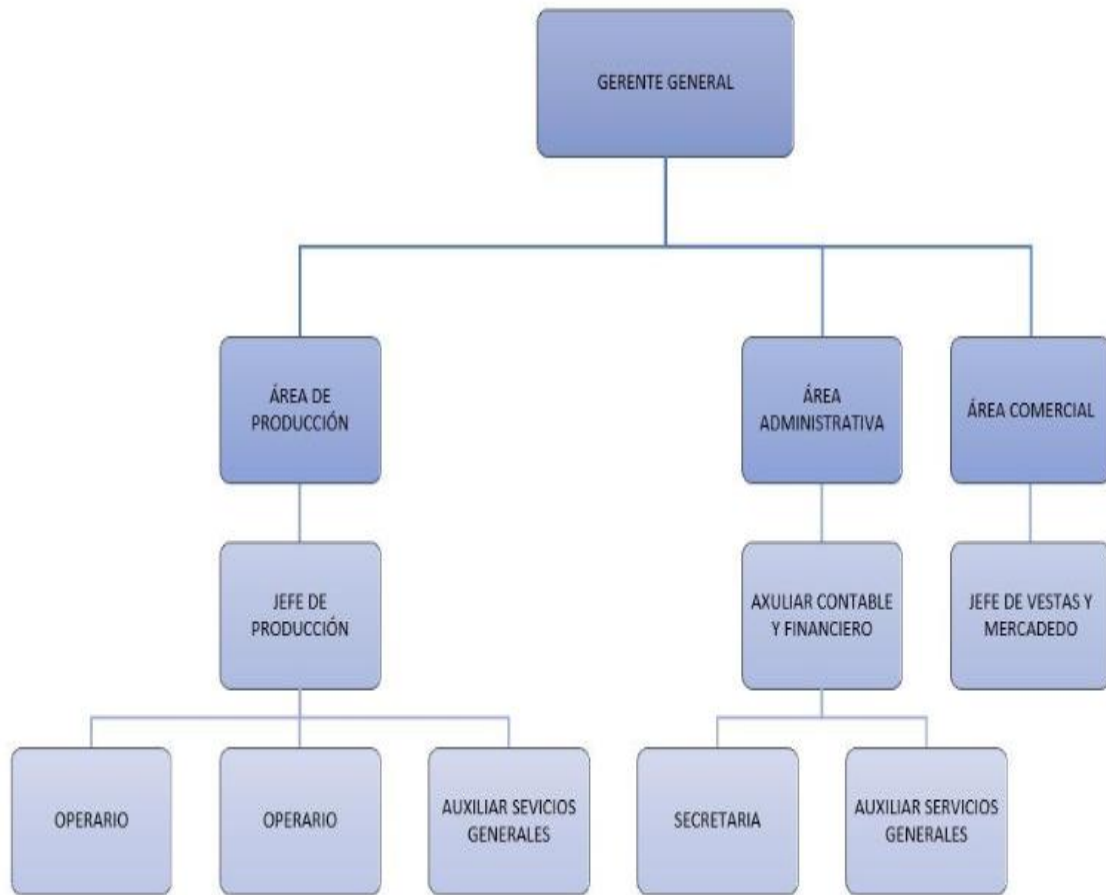 GERENTE GENERAL
ÁREA DE
PRODUCCIÓN
ÁREA
ADMINISTRATIVA
ÁREA COMERCIAL
JEFE DE
PRODUCCIÓN
AXULIAR CONTABLE
Y FINANCIERO
JEFE DE VESTAS Y
MERCADEDO
OPERARIO
OPERARIO
AUXILIAR SEVICIOS
GENERALES
SECRETARIA
AUXILIAR SERVICIOS
GENERALES